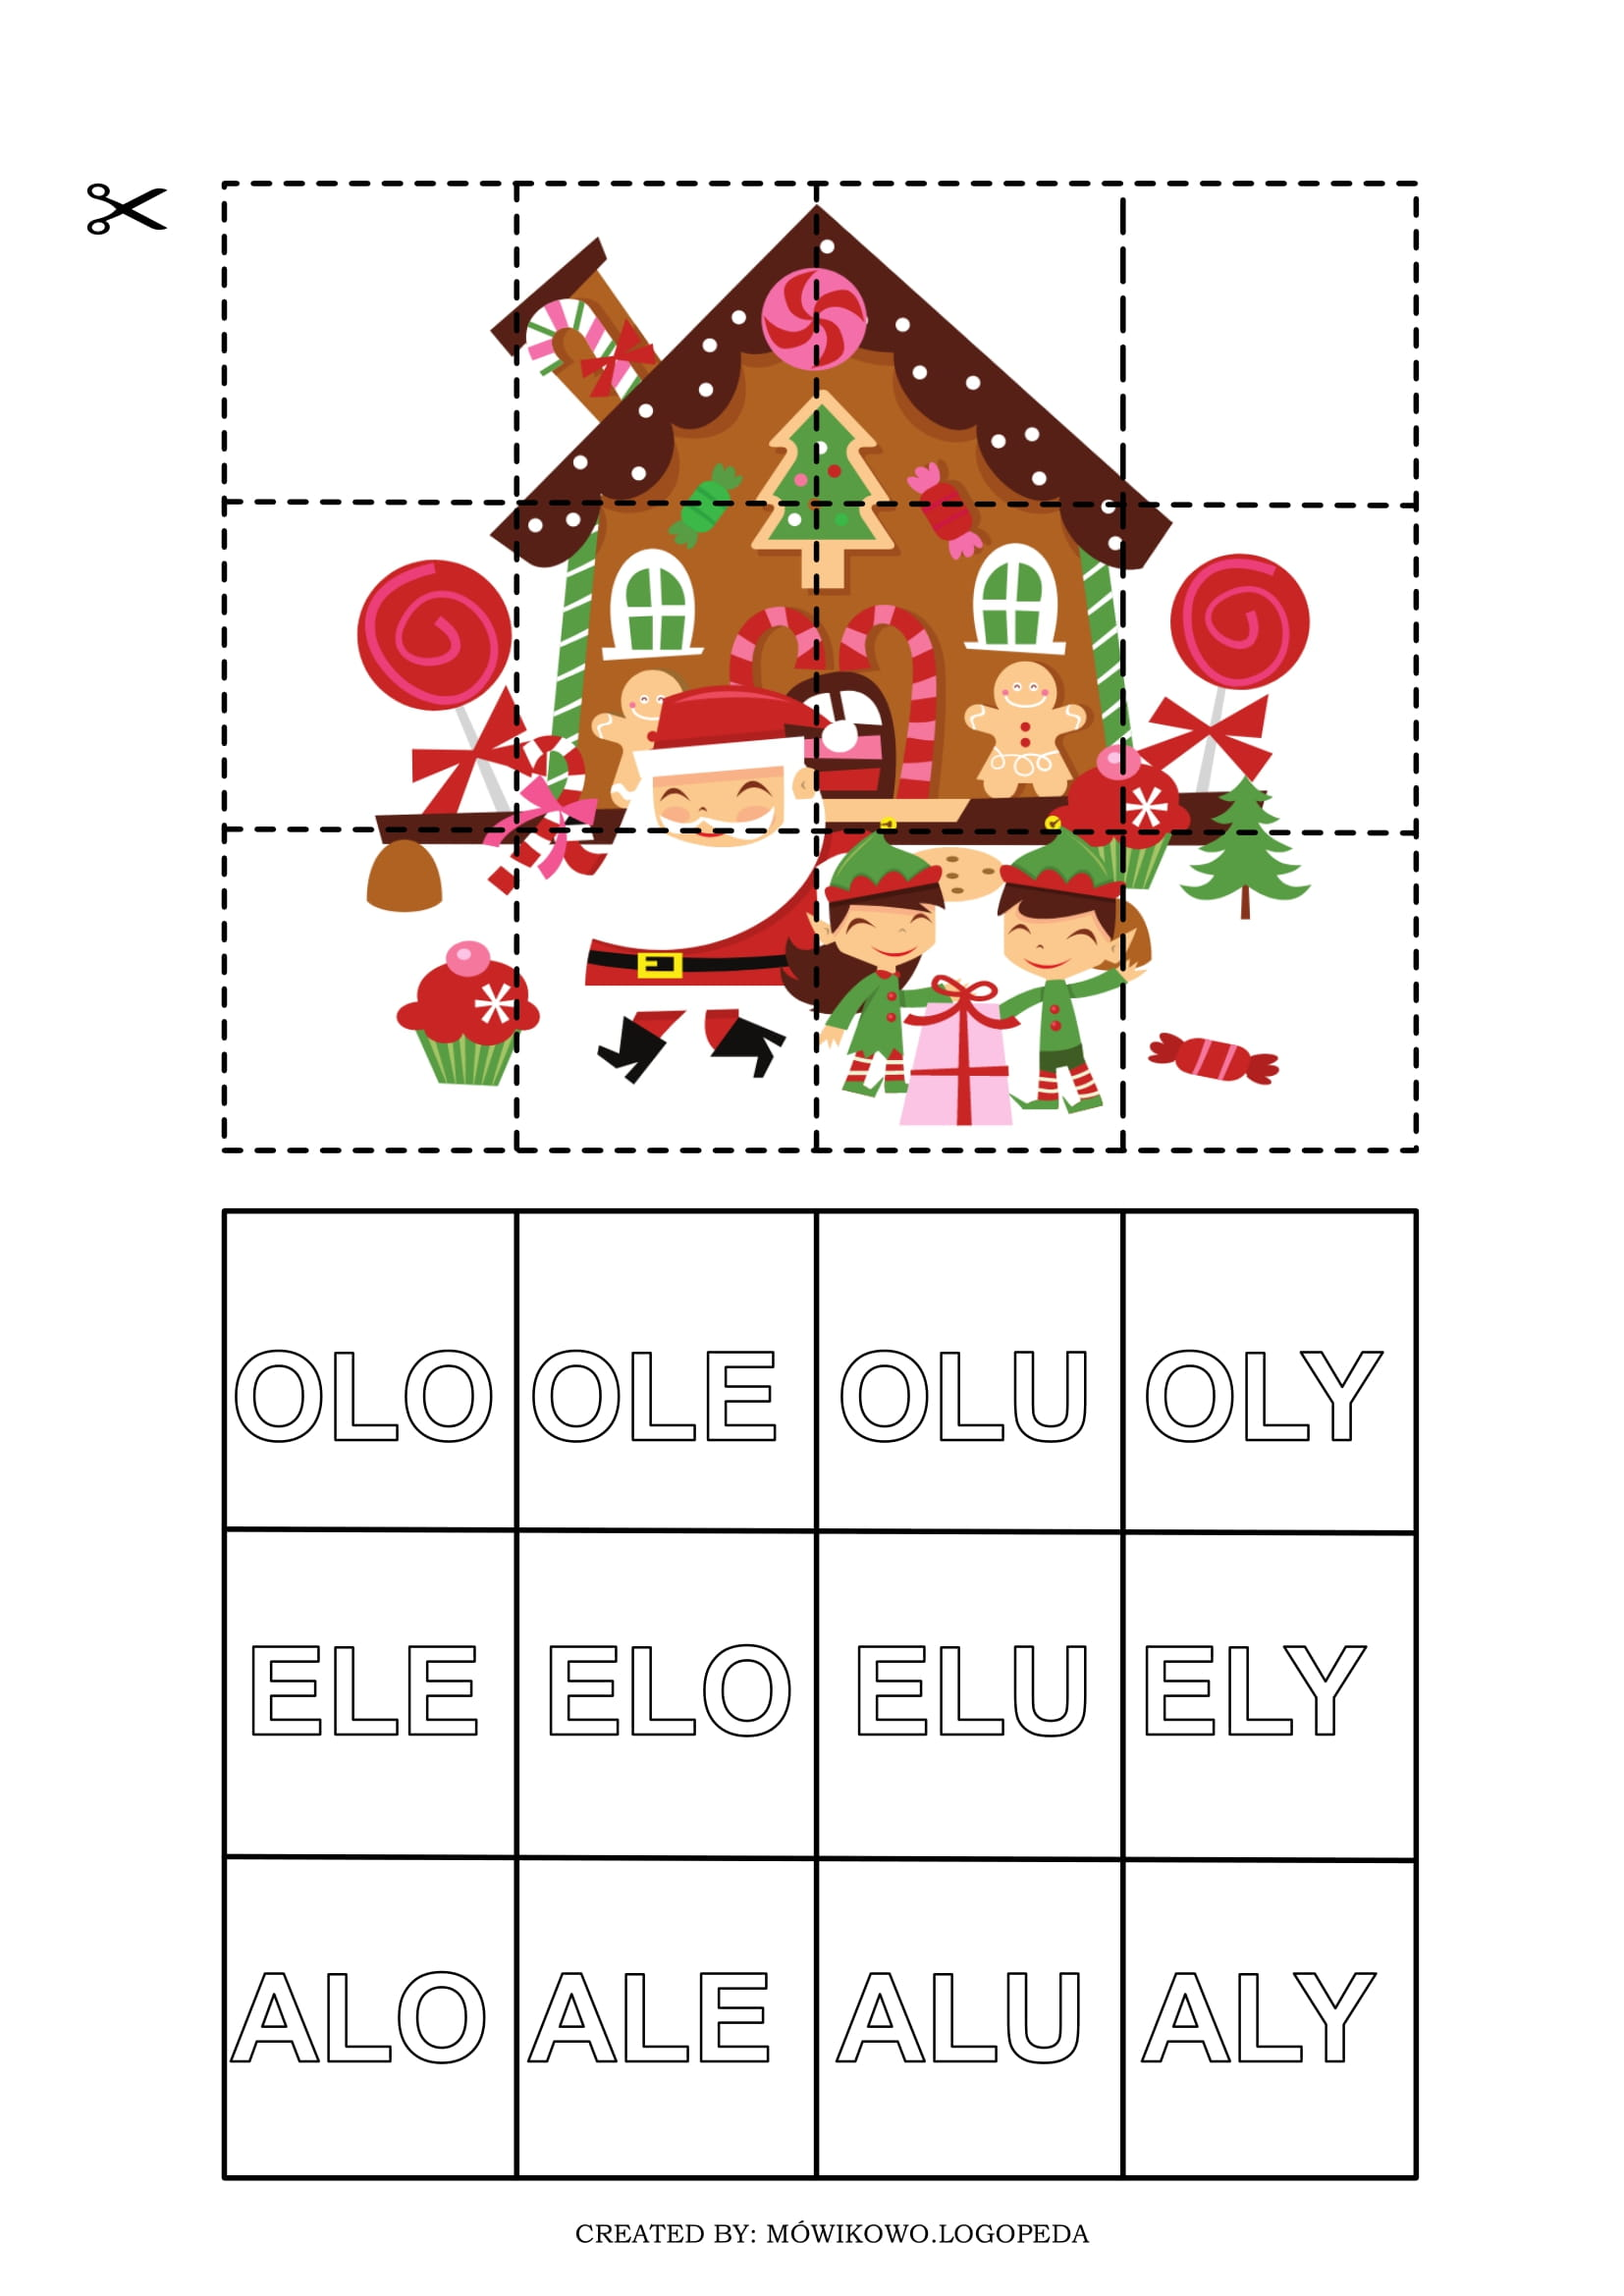 OLO OLE OLU OLY
ELE ELO ELU ELY
ALO ALE ALU ALY
CREATED BY: MÓWIKOWO.LOGOPEDA